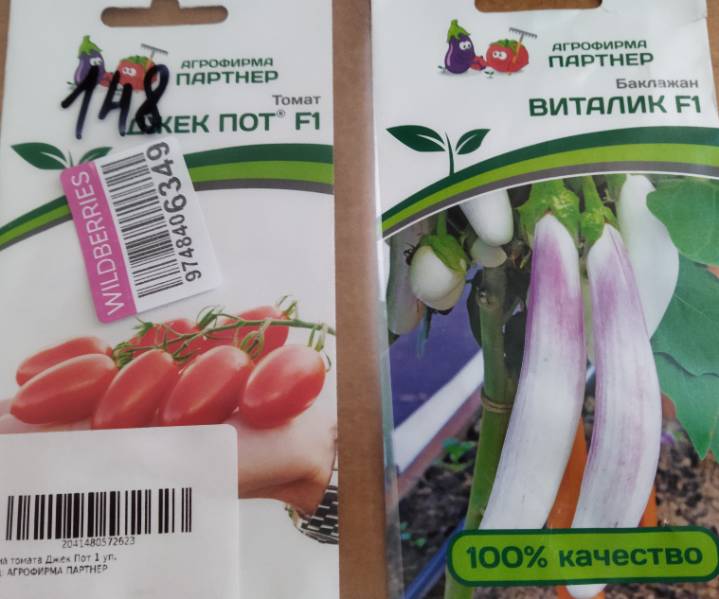 148
АГРОФИРМА
ПАРТНЕР
Томат
ДЖЕК ПОТ® F1
WILDBERRIES
9748406349
2041480572623
на томата Джек Пот 1 уп.
АГРОФИРМА ПАРТНЕР
АГРОФИРМА
ПАРТНЕР
Баклажан
ВИТАЛИК F1
100% качество